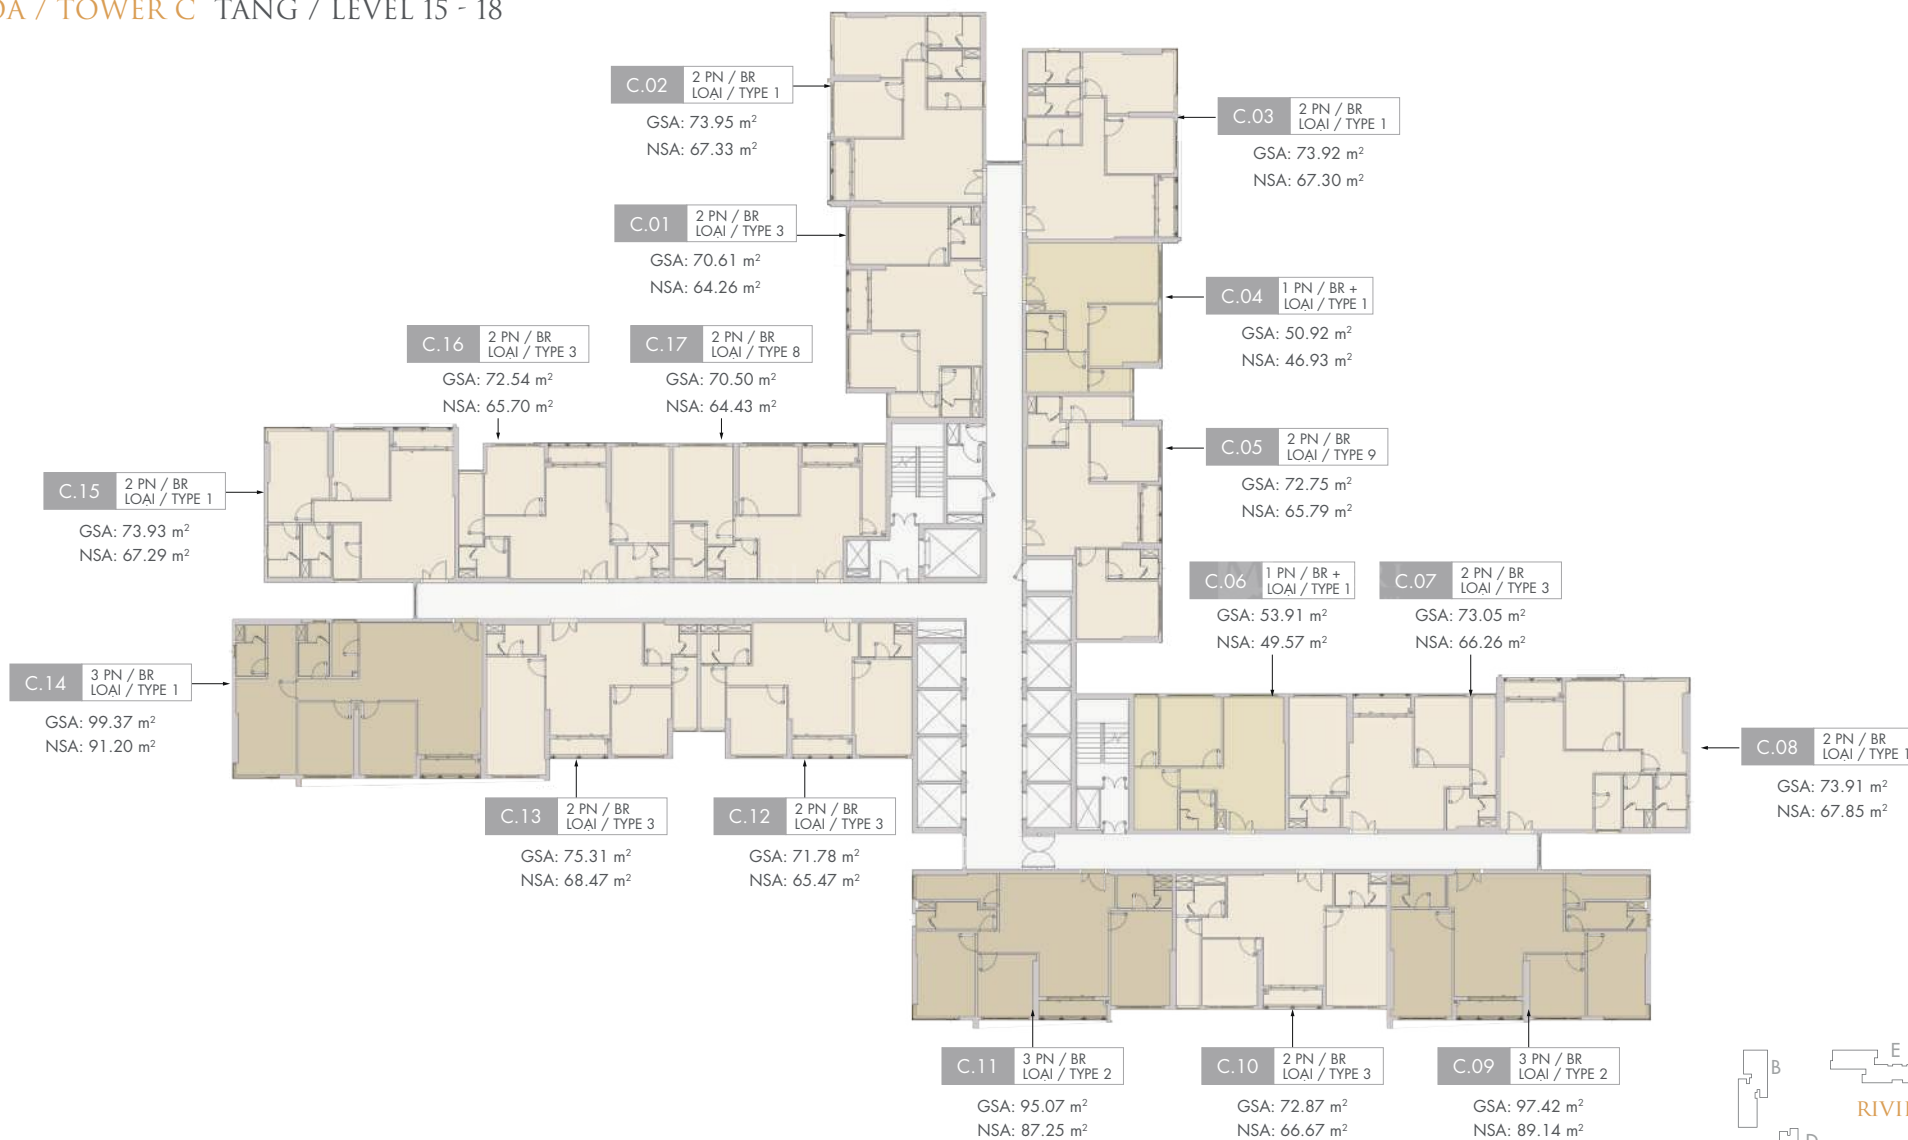 TOWER C TẦNG / LEVEL 15 - 18
C.02 2 PN / BR
LOẠI / TYPE 1
GSA: 73.95 m²
NSA: 67.33 m²
C.03 2 PN / BR
LOẠI / TYPE 1
GSA: 73.92 m²
NSA: 67.30 m²
C.01 2 PN / BR
LOẠI / TYPE 3
GSA: 70.61 m²
NSA: 64.26 m²
C.04 1 PN / BR +
LOẠI / TYPE 1
GSA: 50.92 m²
NSA: 46.93 m²
C.16 2 PN / BR
LOẠI / TYPE 3
GSA: 72.54 m²
NSA: 65.70 m²
C.17 2 PN / BR
LOẠI / TYPE 8
GSA: 70.50 m²
NSA: 64.43 m²
C.05 2 PN / BR
LOẠI / TYPE 9
GSA: 72.75 m²
NSA: 65.79 m²
C.15 2 PN / BR
LOẠI / TYPE 1
GSA: 73.93 m²
NSA: 67.29 m²
C.06 1 PN / BR +
LOẠI / TYPE 1
GSA: 53.91 m²
NSA: 49.57 m²
C.07 2 PN / BR
LOẠI / TYPE 3
GSA: 73.05 m²
NSA: 66.26 m²
C.14 3 PN / BR
LOẠI / TYPE 1
GSA: 99.37 m²
NSA: 91.20 m²
C.08 2 PN / BR
LOẠI / TYPE 1
GSA: 73.91 m²
NSA: 67.85 m²
C.13 2 PN / BR
LOẠI / TYPE 3
GSA: 75.31 m²
NSA: 68.47 m²
C.12 2 PN / BR
LOẠI / TYPE 3
GSA: 71.78 m²
NSA: 65.47 m²
C.11 3 PN / BR
LOẠI / TYPE 2
GSA: 95.07 m²
NSA: 87.25 m²
C.10 2 PN / BR
LOẠI / TYPE 3
GSA: 72.87 m²
NSA: 66.67 m²
C.09 3 PN / BR
LOẠI / TYPE 2
GSA: 97.42 m²
NSA: 89.14 m²
B
E